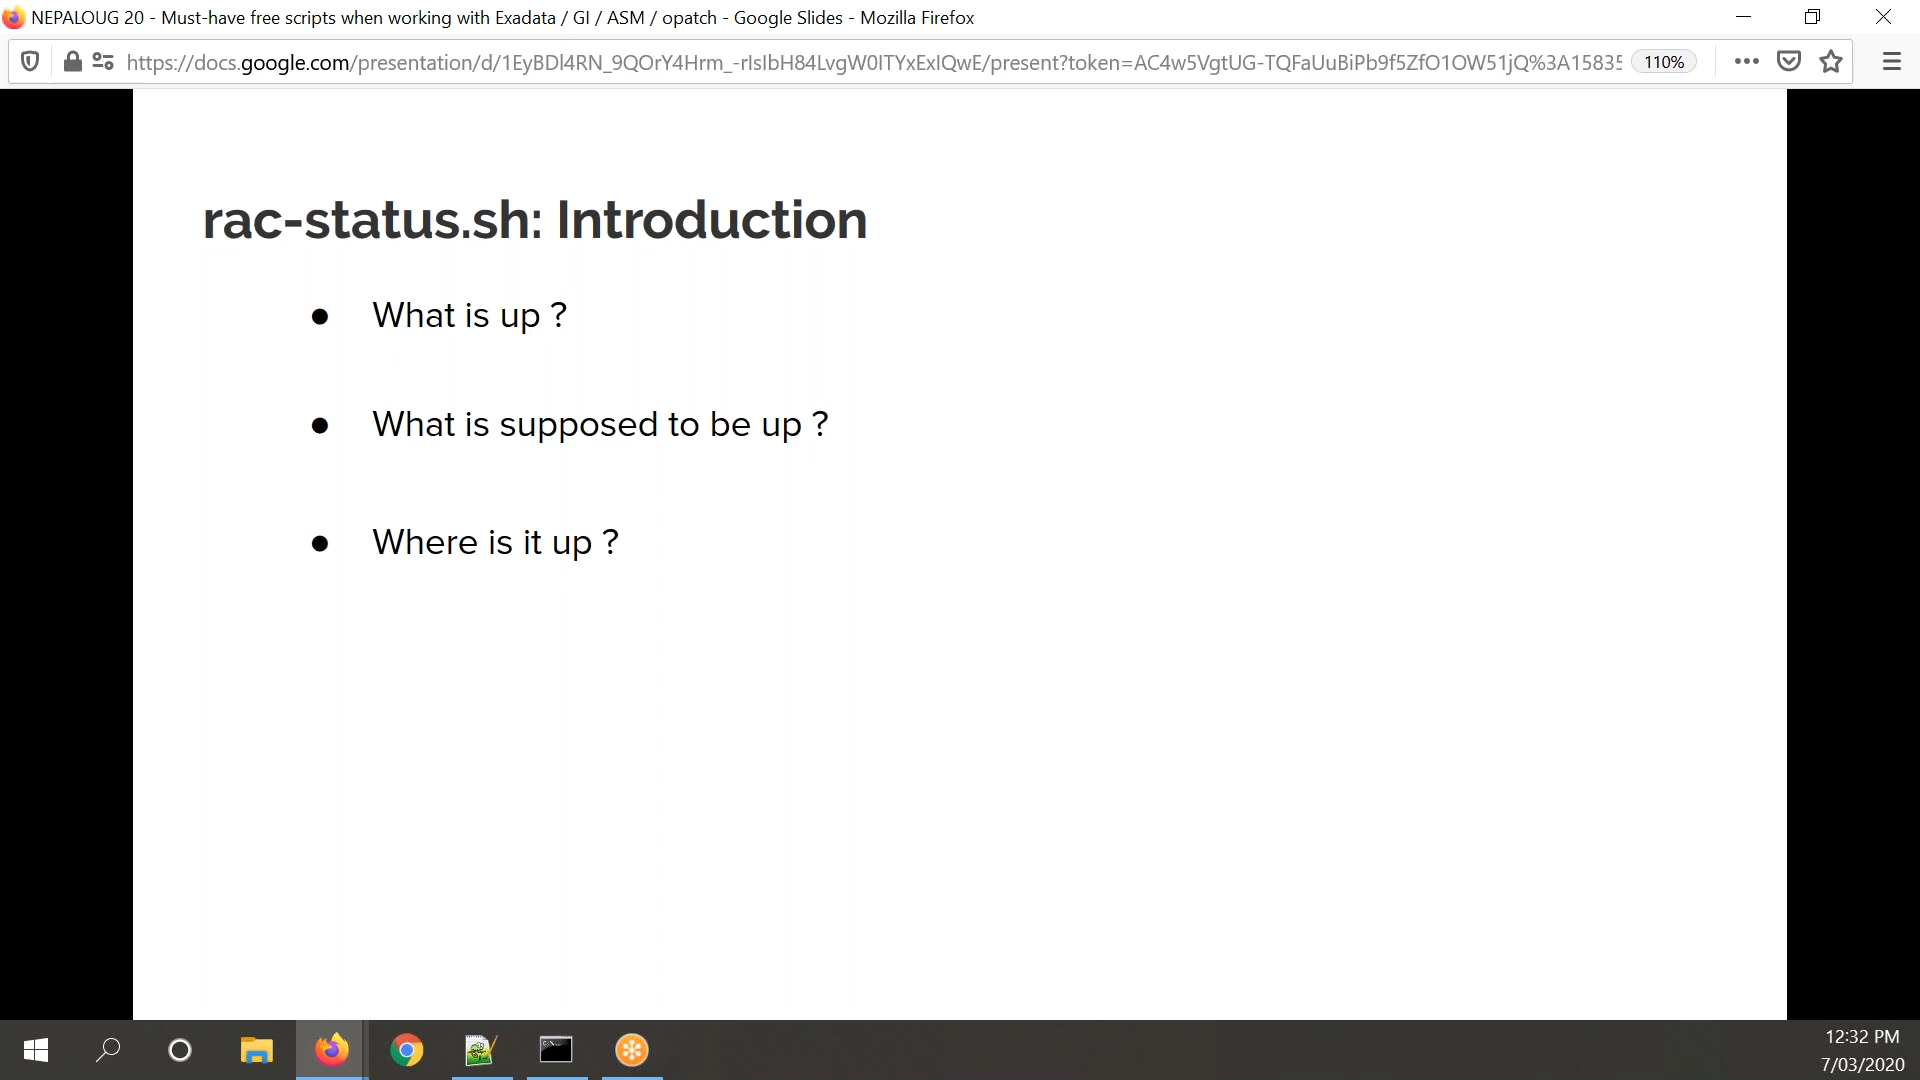 NEPALOUG 20 - Must-have free scripts when working with Exadata / GI / ASM / opatch - Google Slides - Mozilla Firefox
https://docs.google.com/presentation/d/1EyBDl4RN_9QOrY4Hrm_-rIsIbH84LvgW0ITYxExIQwE/present?token=AC4w5VgtUG-TQFaUuBiPb9f5ZfO1OW51jQ%3A15835
110%
rac-status.sh: Introduction
● What is up ?
● What is supposed to be up ?
● Where is it up ?
12:32 PM
7/03/2020